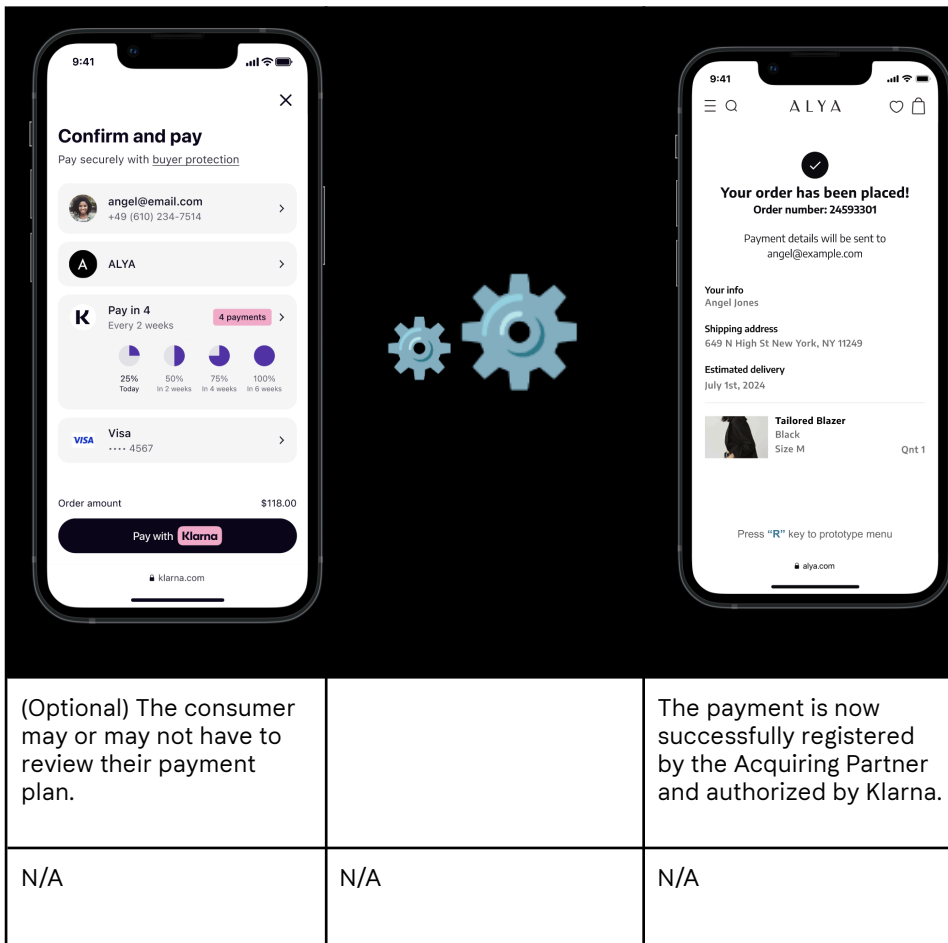 9:41
Confirm and pay
Pay securely with buyer protection
angel@email.com
+49 (610) 234-7514
A
ALYA
K
Pay in 4
Every 2 weeks
4 payments
25% 50% 75% 100%
Today In 2 weeks In 4 weeks In 6 weeks
VISA
Visa
•••• 4567
Order amount $118.00
Pay with Klarna
klarna.com
9:41
ALYA
Your order has been placed!
Order number: 24593301
Payment details will be sent to
angel@example.com
Your info
Angel Jones
Shipping address
649 N High St New York, NY 11249
Estimated delivery
July 1st, 2024
Tailored Blazer
Black
Size M Qnt 1
Press “R” key to prototype menu
alya.com
(Optional) The consumer
may or may not have to
review their payment
plan.
The payment is now
successfully registered
by the Acquiring Partner
and authorized by Klarna.
N/A
N/A
N/A